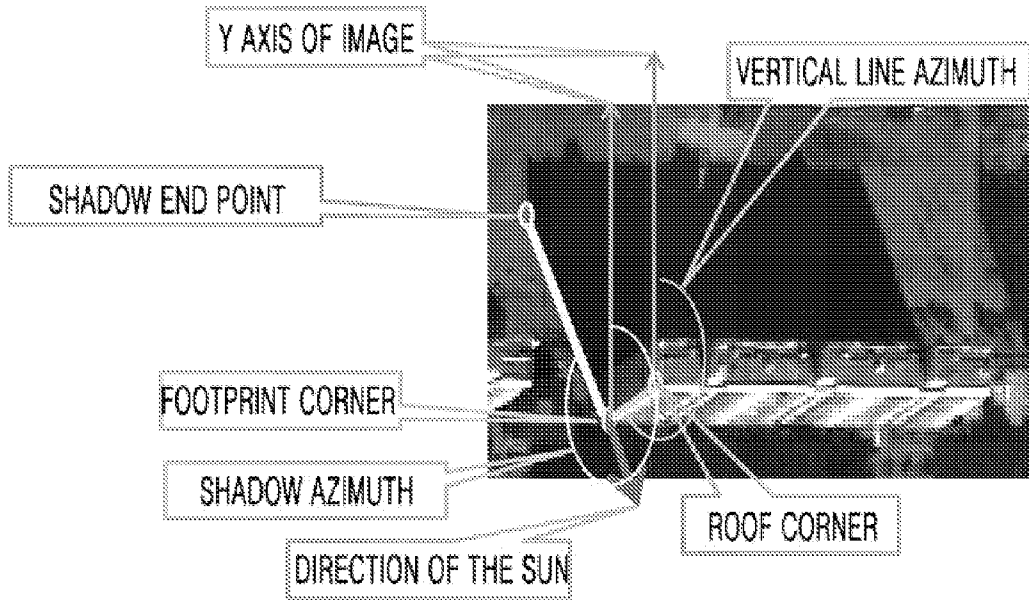 Y AXIS OF IMAGE
VERTICAL LINE AZIMUTH
SHADOW END POINT
FOOTPRINT CORNER
SHADOW AZIMUTH
ROOF CORNER
DIRECTION OF THE SUN